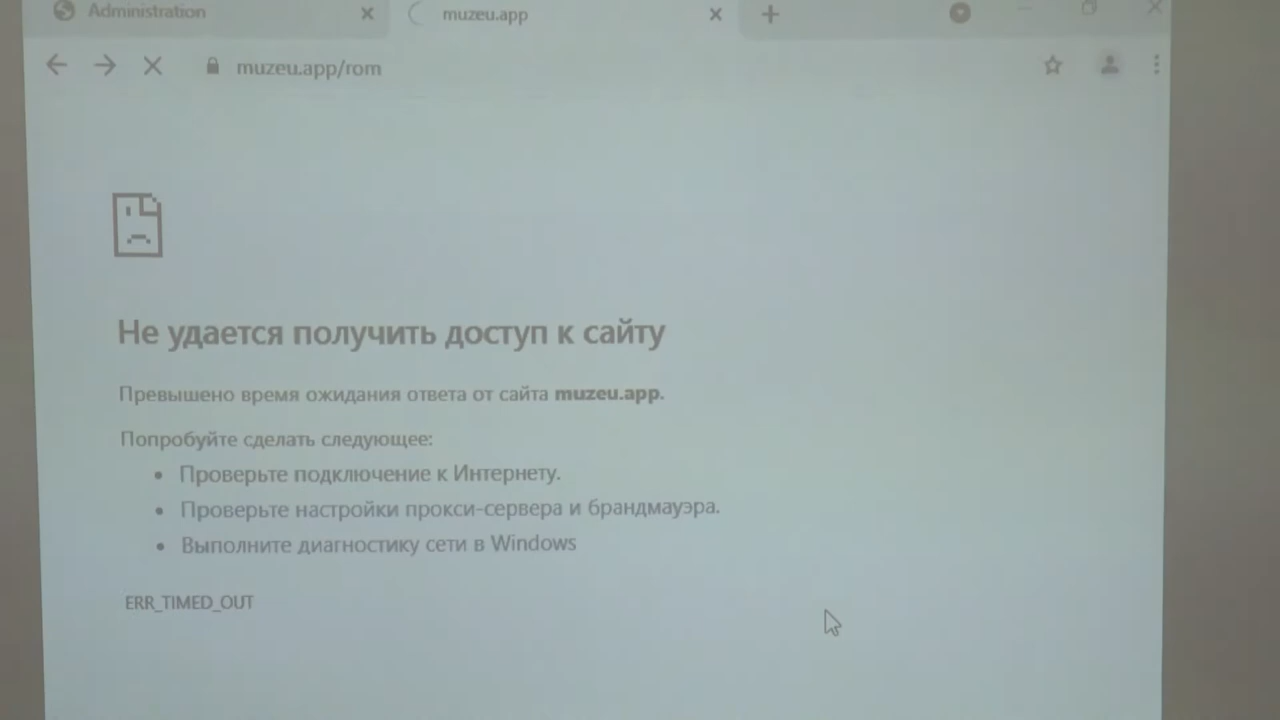 Administration
muzeu.app
muzeu.app/rom
Не удается получить доступ к сайту
Превышено время ожидания ответа от сайта muzeu.app.
Попробуйте сделать следующее:
Проверьте подключение к Интернету.
Проверьте настройки прокси-сервера и брандмауэра.
Выполните диагностику сети в Windows
ERR_TIMED_OUT